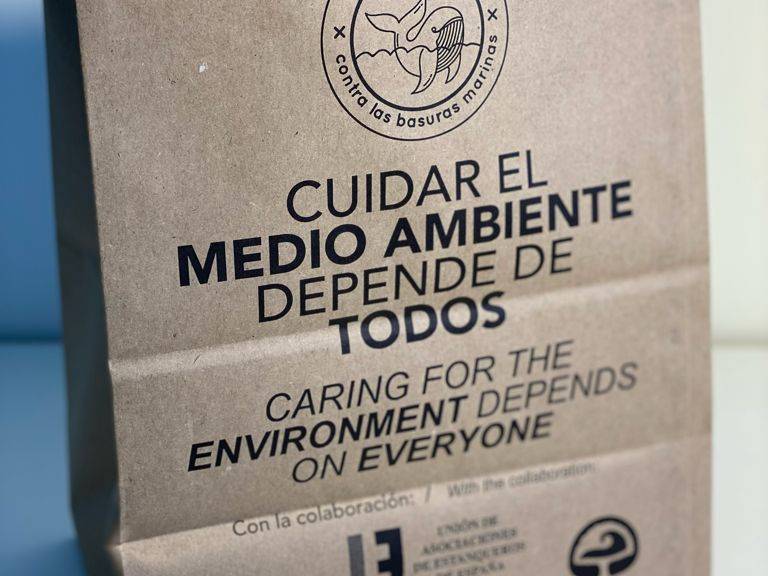 × contra las basuras marinas ×
CUIDAR EL
MEDIO AMBIENTE
DEPENDE DE
TODOS
CARING FOR THE
ENVIRONMENT DEPENDS
ON EVERYONE
Con la colaboración: / With the collaboration:
UNIÓN DE
ASOCIACIONES
DE ESTANQUEROS
DE ESPAÑA